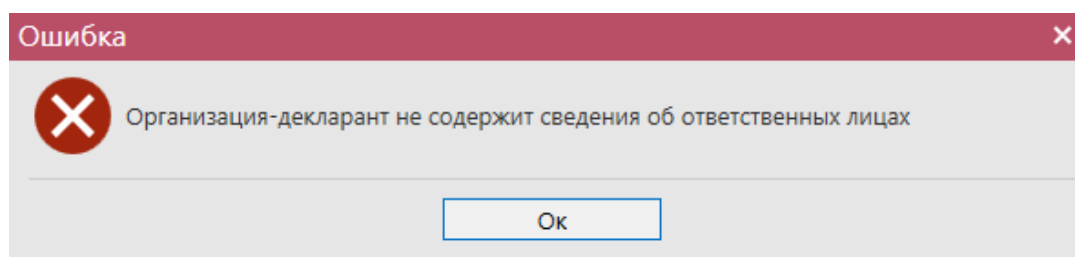 Ошибка
Организация-декларант не содержит сведения об ответственных лицах
Ок